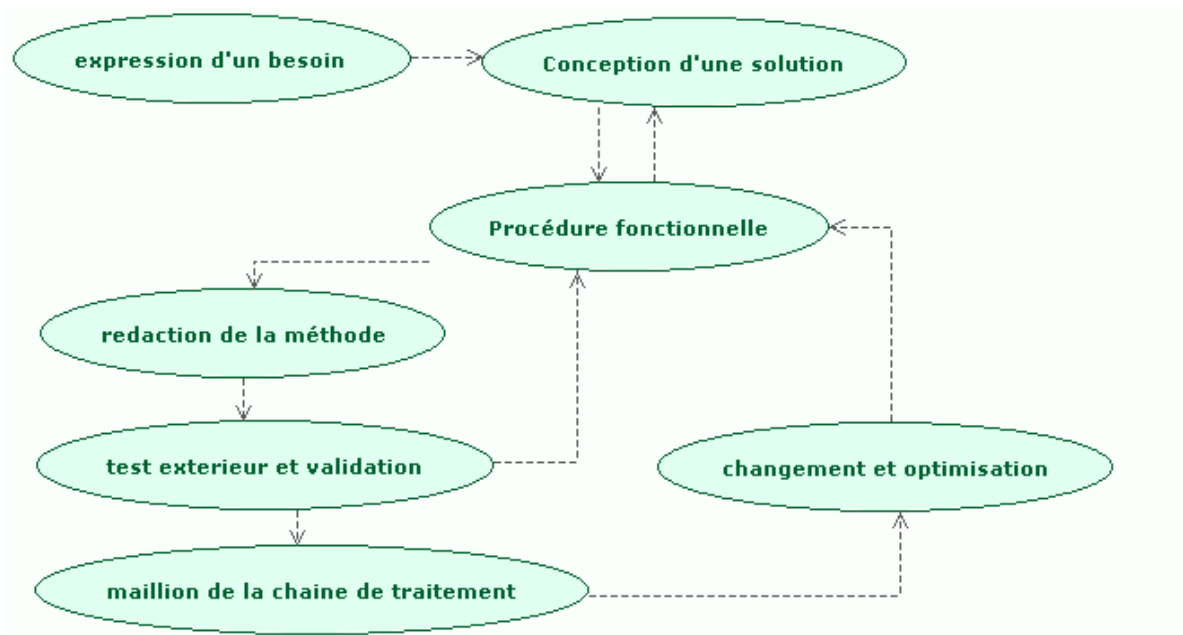 expression d'un besoin
Conception d'une solution
Procédure fonctionnelle
redaction de la méthode
test exterieur et validation
changement et optimisation
maillion de la chaine de traitement